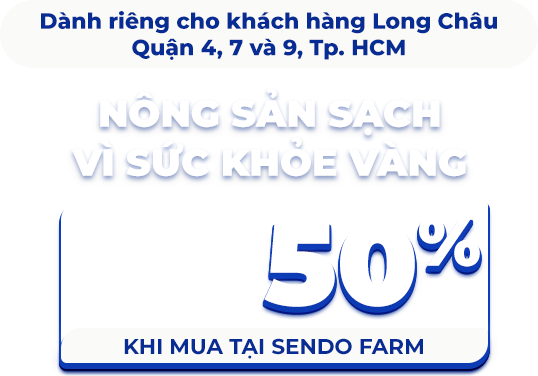 Dành riêng cho khách hàng Long Châu
Quận 4, 7 và 9, Tp. HCM
NÔNG SẢN SẠCH
VÌ SỨC KHỎE VÀNG
50%
KHI MUA TẠI SENDO FARM